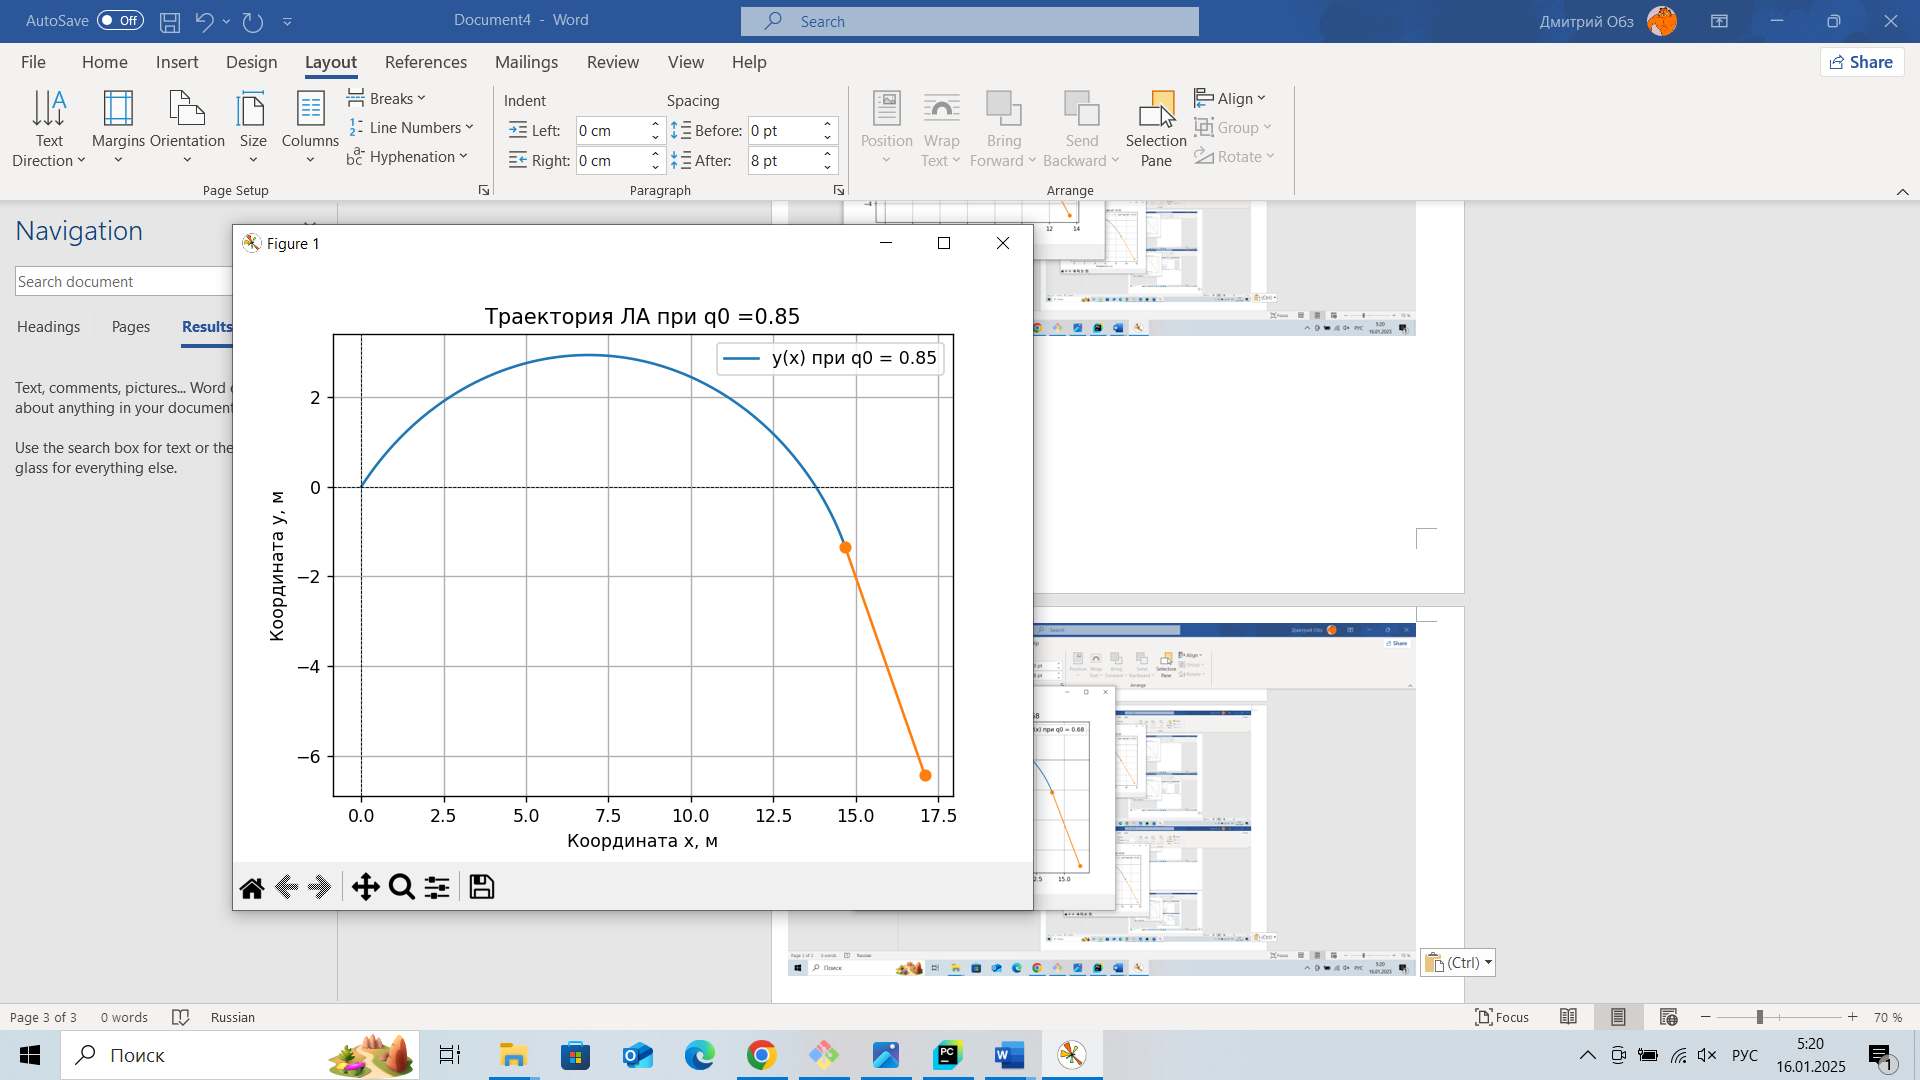 AutoSave Off
Document4 - Word
Search
Дмитрий Обз
File Home Insert Design Layout References Mailings Review View Help
Share
Text Direction
Margins
Orientation
Size
Columns
Breaks
Line Numbers
Hyphenation
Page Setup
Indent
Left: 0 cm
Right: 0 cm
Spacing
Before: 0 pt
After: 8 pt
Paragraph
Position
Wrap Text
Bring Forward
Send Backward
Selection Pane
Align
Group
Rotate
Arrange
Navigation
Search document
Headings Pages Results
Text, comments, pictures... Word
about anything in your document
Use the search box for text or the
glass for everything else.
Figure 1
Траектория ЛА при q0 =0.85
y(x) при q0 = 0.85
2
0
−2
−4
−6
Координата y, м
0.0 2.5 5.0 7.5 10.0 12.5 15.0 17.5
Координата x, м
(Ctrl)
Page 3 of 3 0 words Russian
Focus
70 %
Поиск
РУС
5:20
16.01.2025
1